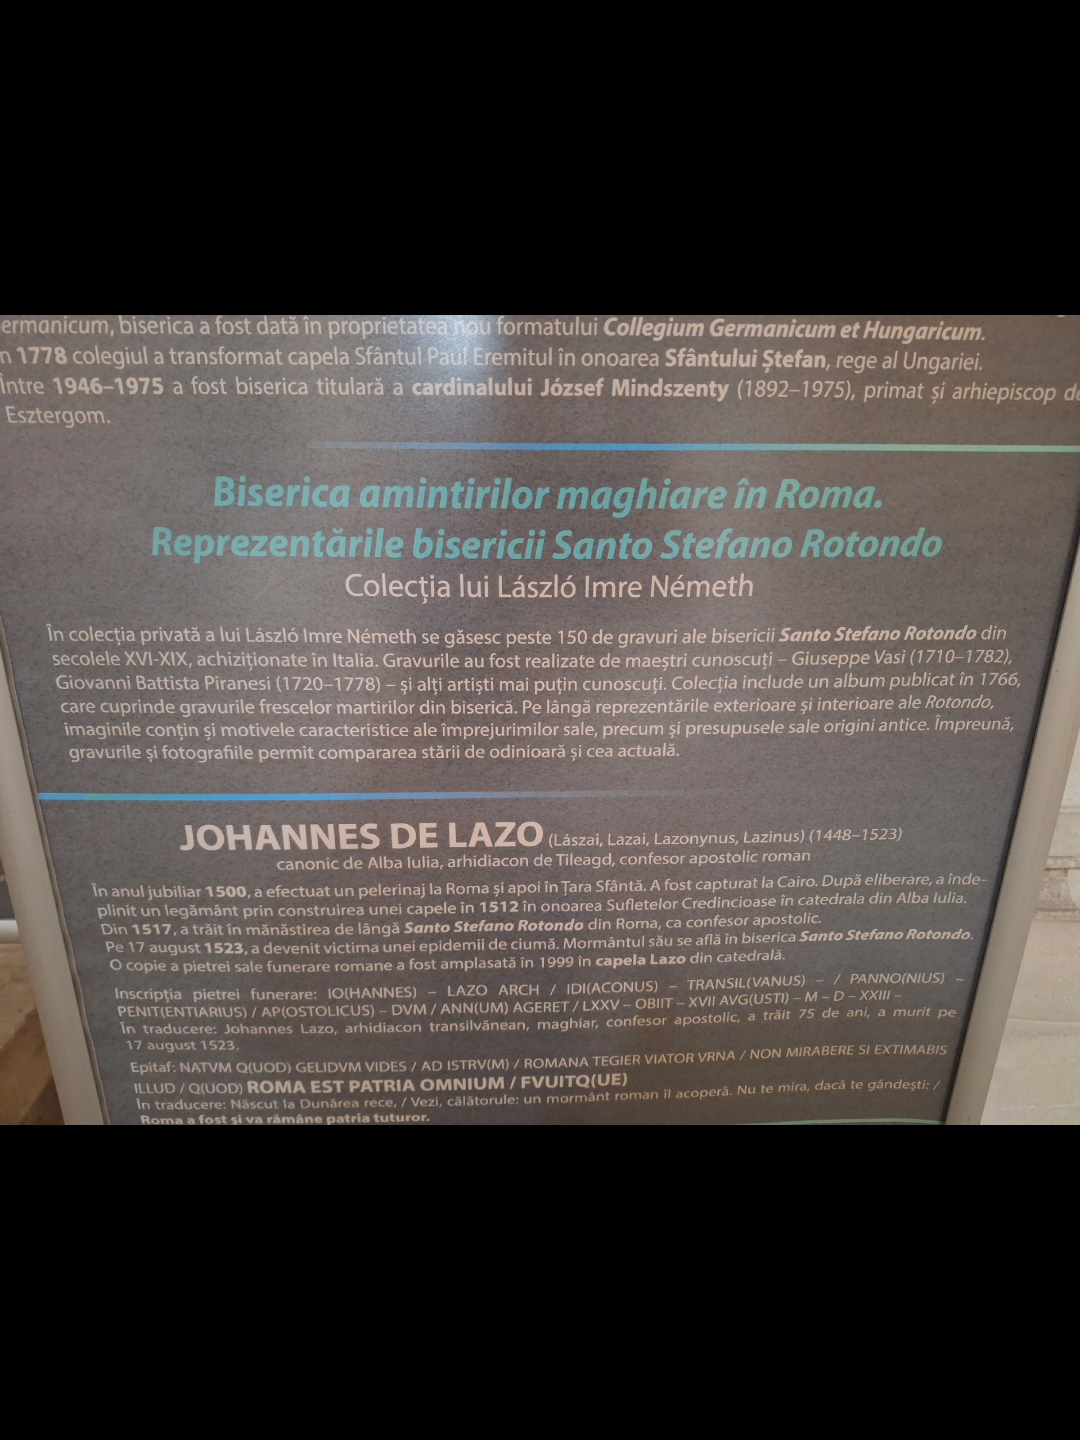 ermanicum, biserica a fost dată în proprietatea nou formatului Collegium Germanicum et Hungaricum.
n 1778 colegiul a transformat capela Sfântul Paul Eremitul în onoarea Sfântului Ștefan, rege al Ungariei.
Între 1946–1975 a fost biserica titulară a cardinalului József Mindszenty (1892–1975), primat și arhiepiscop de
Esztergom.
Biserica amintirilor maghiare în Roma.
Reprezentările bisericii Santo Stefano Rotondo
Colecția lui László Imre Németh
În colecția privată a lui László Imre Németh se găsesc peste 150 de gravuri ale bisericii Santo Stefano Rotondo din
secolele XVI-XIX, achiziționate în Italia. Gravurile au fost realizate de maeștri cunoscuți – Giuseppe Vasi (1710–1782),
Giovanni Battista Piranesi (1720–1778) – și alți artiști mai puțin cunoscuți. Colecția include un album publicat în 1766,
care cuprinde gravurile frescelor martirilor din biserică. Pe lângă reprezentările exterioare și interioare ale Rotondo,
imaginile conțin și motivele caracteristice ale împrejurimilor sale, precum și presupusele sale origini antice. Împreună,
gravurile și fotografiile permit compararea stării de odinioară și cea actuală.
JOHANNES DE LAZO (Lászai, Lazai, Lazonynus, Lazinus) (1448–1523)
canonic de Alba Iulia, arhidiacon de Tileagd, confesor apostolic roman
În anul jubiliar 1500, a efectuat un pelerinaj la Roma și apoi în Țara Sfântă. A fost capturat la Cairo. După eliberare, a înde-
plinit un legământ prin construirea unei capele în 1512 în onoarea Sufletelor Credincioase în catedrala din Alba Iulia.
Din 1517, a trăit în mănăstirea de lângă Santo Stefano Rotondo din Roma, ca confesor apostolic.
Pe 17 august 1523, a devenit victima unei epidemii de ciumă. Mormântul său se află în biserica Santo Stefano Rotondo.
O copie a pietrei sale funerare romane a fost amplasată în 1999 în capela Lazo din catedrală.
Inscripția pietrei funerare: IO(HANNES) – LAZO ARCH / IDI(ACONUS) – TRANSIL(VANUS) – / PANNO(NIUS) –
PENIT(ENTIARIUS) / AP(OSTOLICUS) – DVM / ANN(UM) AGERET / LXXV – OBIIT – XVII AVG(USTI) – M – D – XXIII –
În traducere: Johannes Lazo, arhidiacon transilvănean, maghiar, confesor apostolic, a trăit 75 de ani, a murit pe
17 august 1523.
Epitaf: NATVM Q(UOD) GELIDVM VIDES / AD ISTRV(M) / ROMANA TEGIER VIATOR VRNA / NON MIRABERE SI EXTIMABIS
ILLUD / Q(UOD) ROMA EST PATRIA OMNIUM / FVUITQ(UE)
În traducere: Născut la Dunărea rece, / Vezi, călătorule: un mormânt roman îl acoperă. Nu te mira, dacă te gândești: /
Roma a fost și va rămâne patria tuturor.